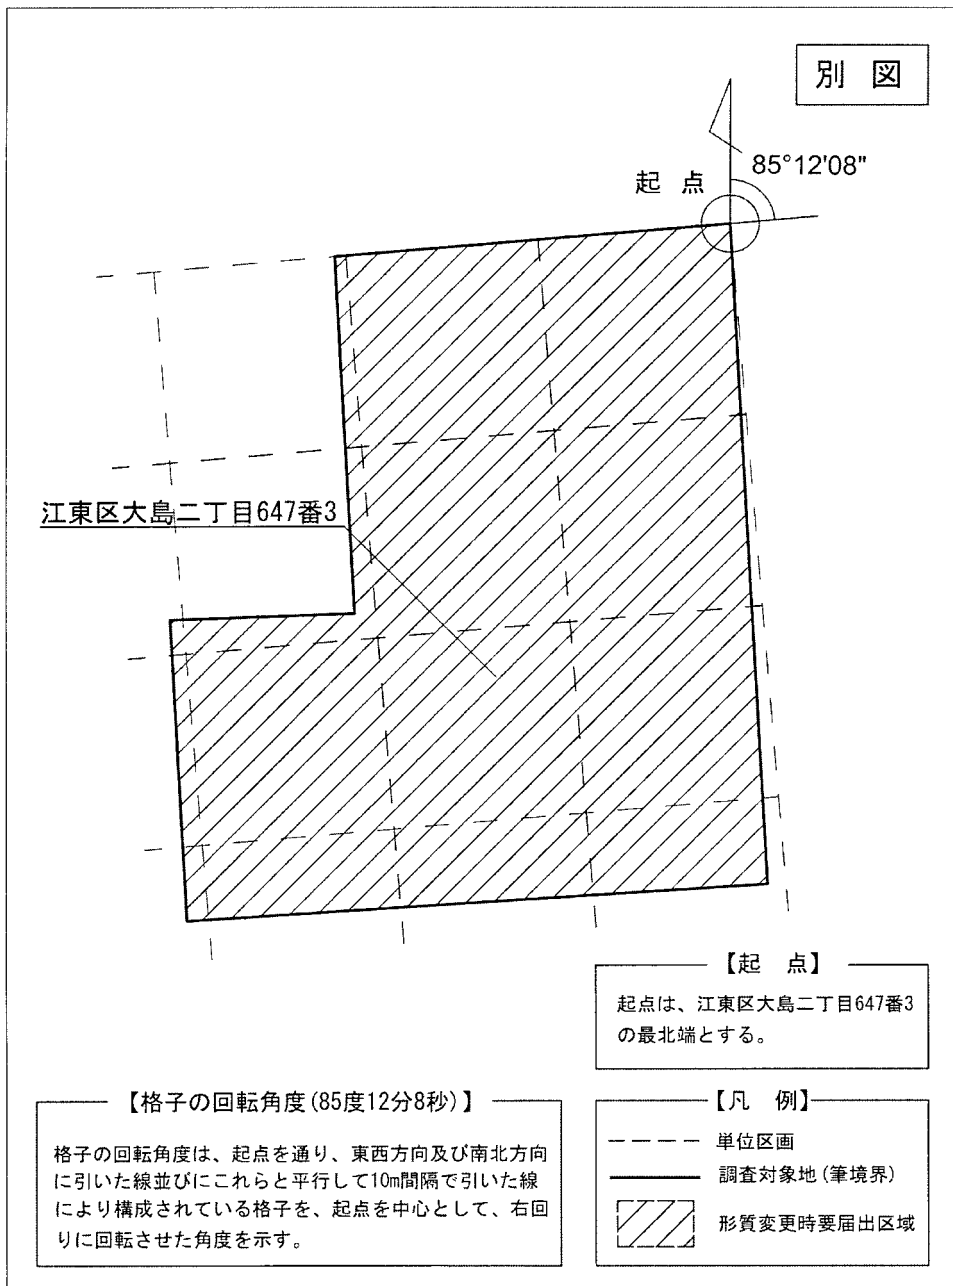 別 図
85°12'08"
起 点
江東区大島二丁目647番3
【起 点】
起点は、江東区大島二丁目647番3
の最北端とする。
【格子の回転角度(85度12分8秒)】
格子の回転角度は、起点を通り、東西方向及び南北方向
に引いた線並びにこれらと平行して10m間隔で引いた線
により構成されている格子を、起点を中心として、右回
りに回転させた角度を示す。
【凡 例】
単位区画
調査対象地(筆境界)
形質変更時要届出区域